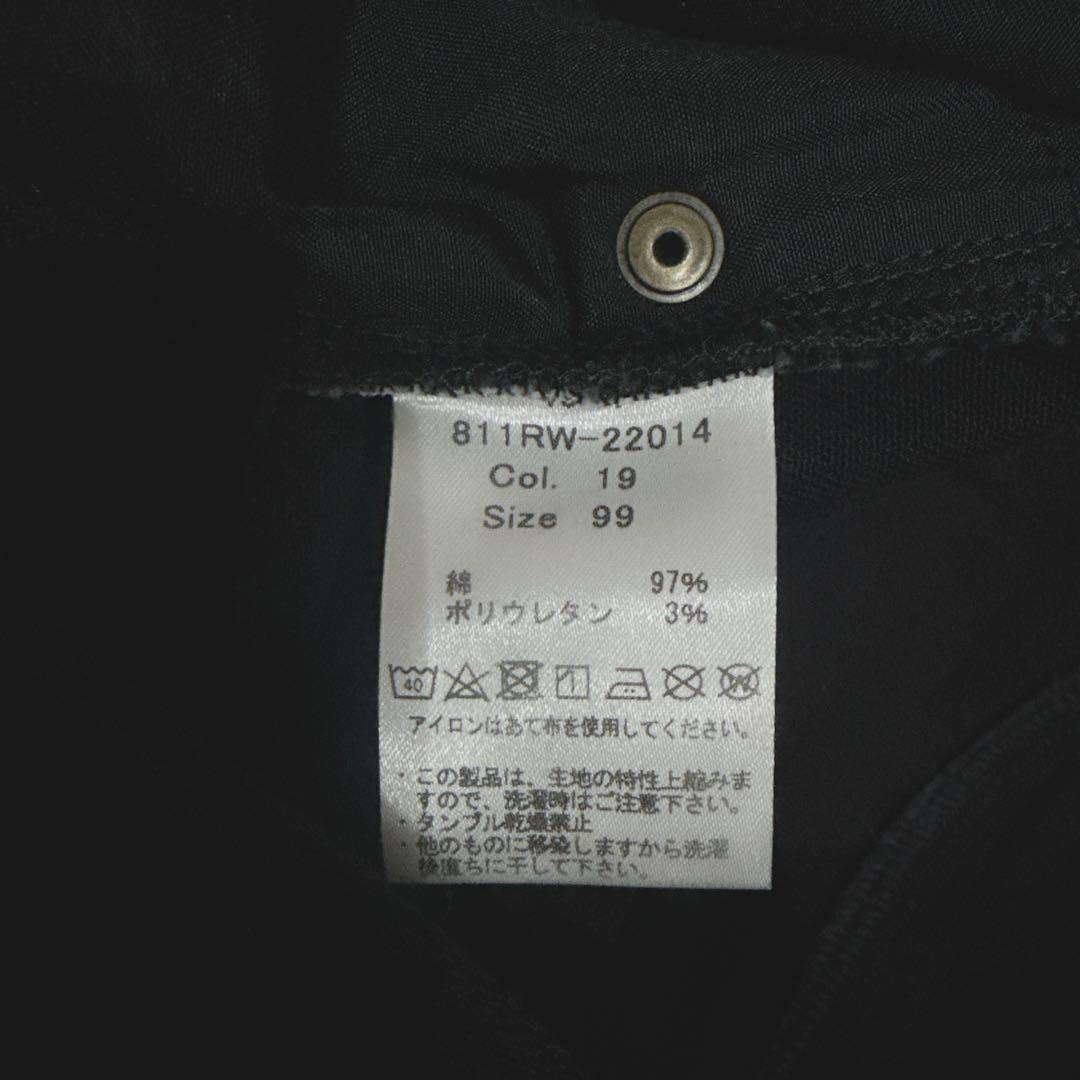 811RW-22014
Col. 19
Size 99
綿 97%
ポリウレタン 3%
40 W
アイロンはあて布を使用してください。
・この製品は、生地の特性上縮みま
すので、洗濯時はご注意下さい。
・タンブル乾燥禁止
・他のものに移染しますから洗濯
後直ちに干して下さい。